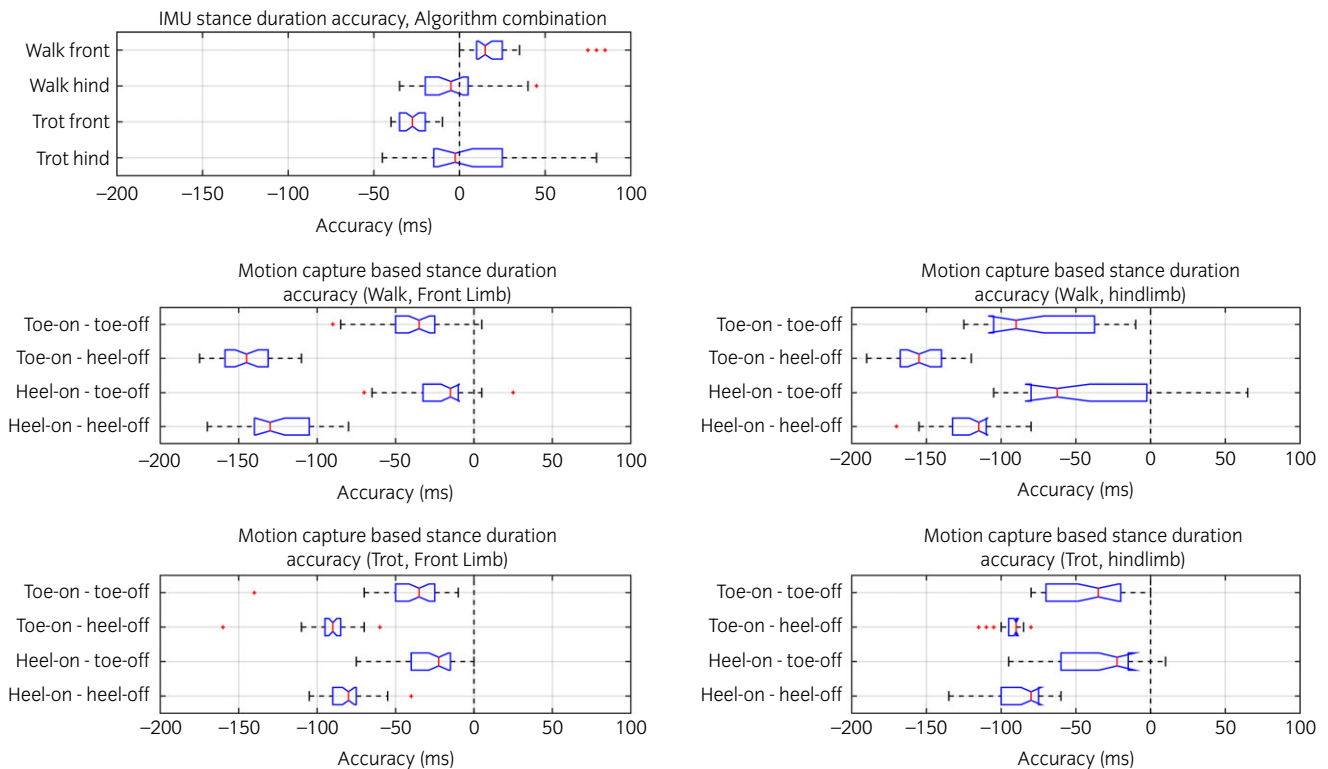 IMU stance duration accuracy, Algorithm combination
Walk front
Walk hind
Trot front
Trot hind
−200 −150 −100 −50 0 50 100
Accuracy (ms)
Motion capture based stance duration
accuracy (Walk, Front Limb)
Toe-on - toe-off
Toe-on - heel-off
Heel-on - toe-off
Heel-on - heel-off
−200 −150 −100 −50 0 50 100
Accuracy (ms)
Motion capture based stance duration
accuracy (Walk, hindlimb)
Toe-on - toe-off
Toe-on - heel-off
Heel-on - toe-off
Heel-on - heel-off
−200 −150 −100 −50 0 50 100
Accuracy (ms)
Motion capture based stance duration
accuracy (Trot, Front Limb)
Toe-on - toe-off
Toe-on - heel-off
Heel-on - toe-off
Heel-on - heel-off
−200 −150 −100 −50 0 50 100
Accuracy (ms)
Motion capture based stance duration
accuracy (Trot, hindlimb)
Toe-on - toe-off
Toe-on - heel-off
Heel-on - toe-off
Heel-on - heel-off
−200 −150 −100 −50 0 50 100
Accuracy (ms)